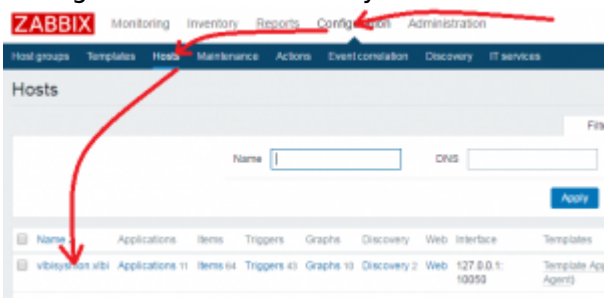 ZABBIX Monitoring Inventory Reports Configuration Administration
Host groups Templates Hosts Maintenance Actions Event correlation Discovery IT services
Hosts
Name DNS
Apply
Name Applications Items Triggers Graphs Discovery Web Interface Templates
Applications 11 Items 64 Triggers 43 Graphs 10 Discovery 2 Web 127.0.0.1: Template App
10050 Agent)